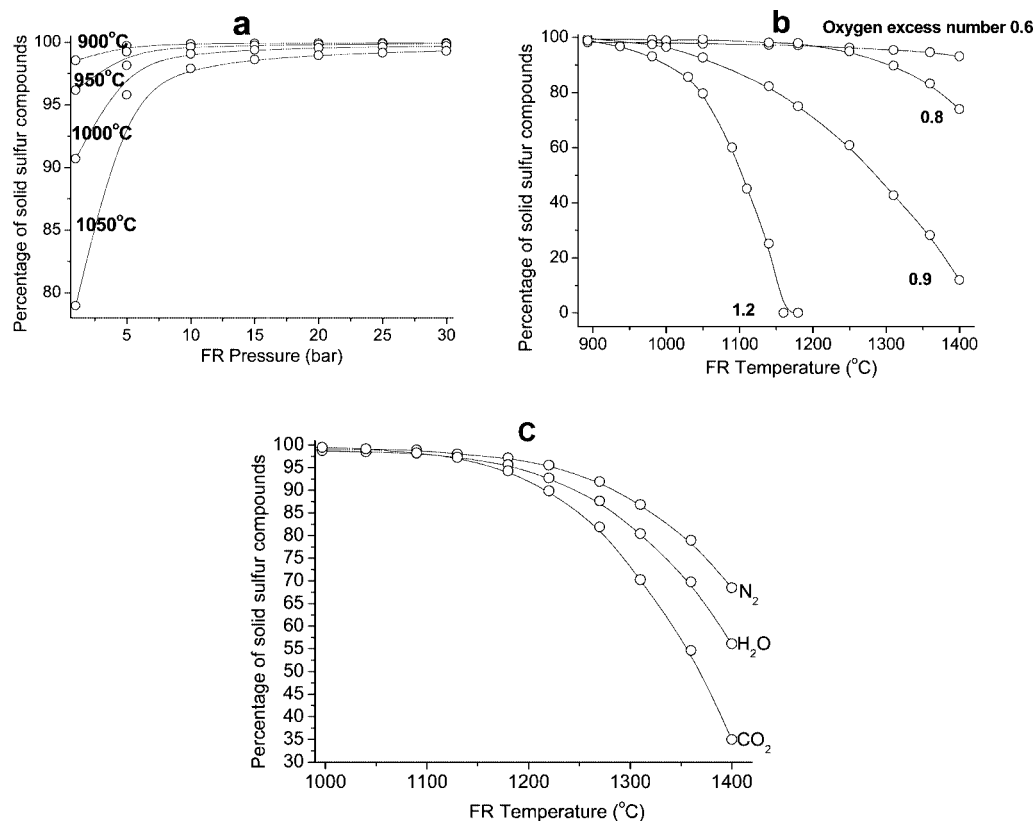 a
Percentage of solid sulfur compounds
100
95
90
85
80
900°C
950°C
1000°C
1050°C
5
10
15
20
25
30
FR Pressure (bar)
b
Oxygen excess number 0.6
Percentage of solid sulfur compounds
100
80
60
40
20
0
0.8
0.9
1.2
900
1000
1100
1200
1300
1400
FR Temperature (°C)
C
Percentage of solid sulfur compounds
100
95
90
85
80
75
70
65
60
55
50
45
40
35
30
N₂
H₂O
CO₂
1000
1100
1200
1300
1400
FR Temperature (°C)